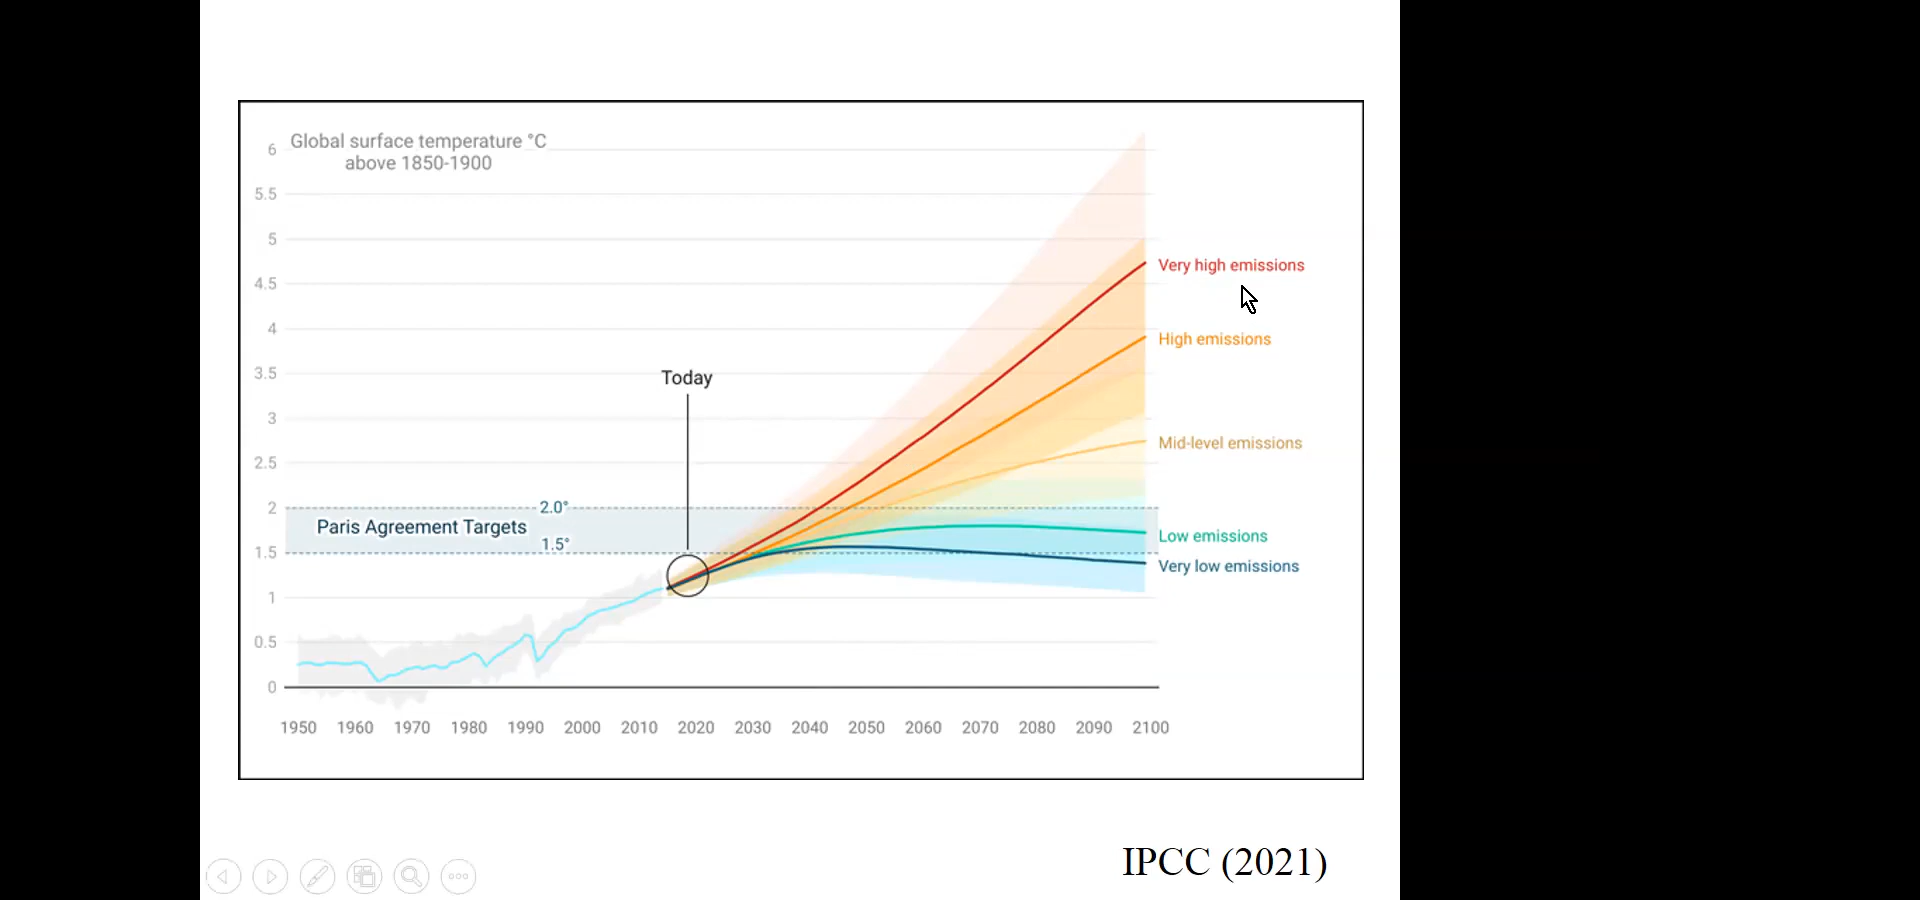 Global surface temperature °C
above 1850-1900
6
5.5
5
4.5
4
3.5
3
2.5
2
1.5
1
0.5
0
Very high emissions
High emissions
Today
Mid-level emissions
2.0°
Paris Agreement Targets
1.5°
Low emissions
Very low emissions
1950 1960 1970 1980 1990 2000 2010 2020 2030 2040 2050 2060 2070 2080 2090 2100
IPCC (2021)